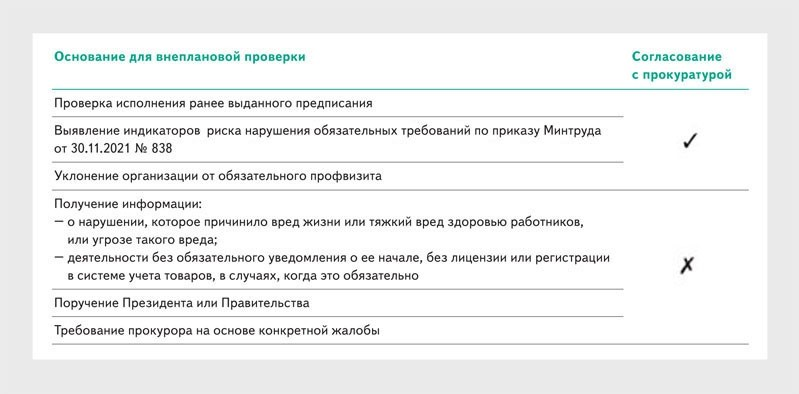 Основание для внеплановой проверки
Согласование
с прокуратурой
Проверка исполнения ранее выданного предписания
Выявление индикаторов риска нарушения обязательных требований по приказу Минтруда
от 30.11.2021 № 838
✓
Уклонение организации от обязательного профвизита
Получение информации:
— о нарушении, которое причинило вред жизни или тяжкий вред здоровью работников,
или угрозе такого вреда;
— деятельности без обязательного уведомления о ее начале, без лицензии или регистрации
в системе учета товаров, в случаях, когда это обязательно
✗
Поручение Президента или Правительства
Требование прокурора на основе конкретной жалобы